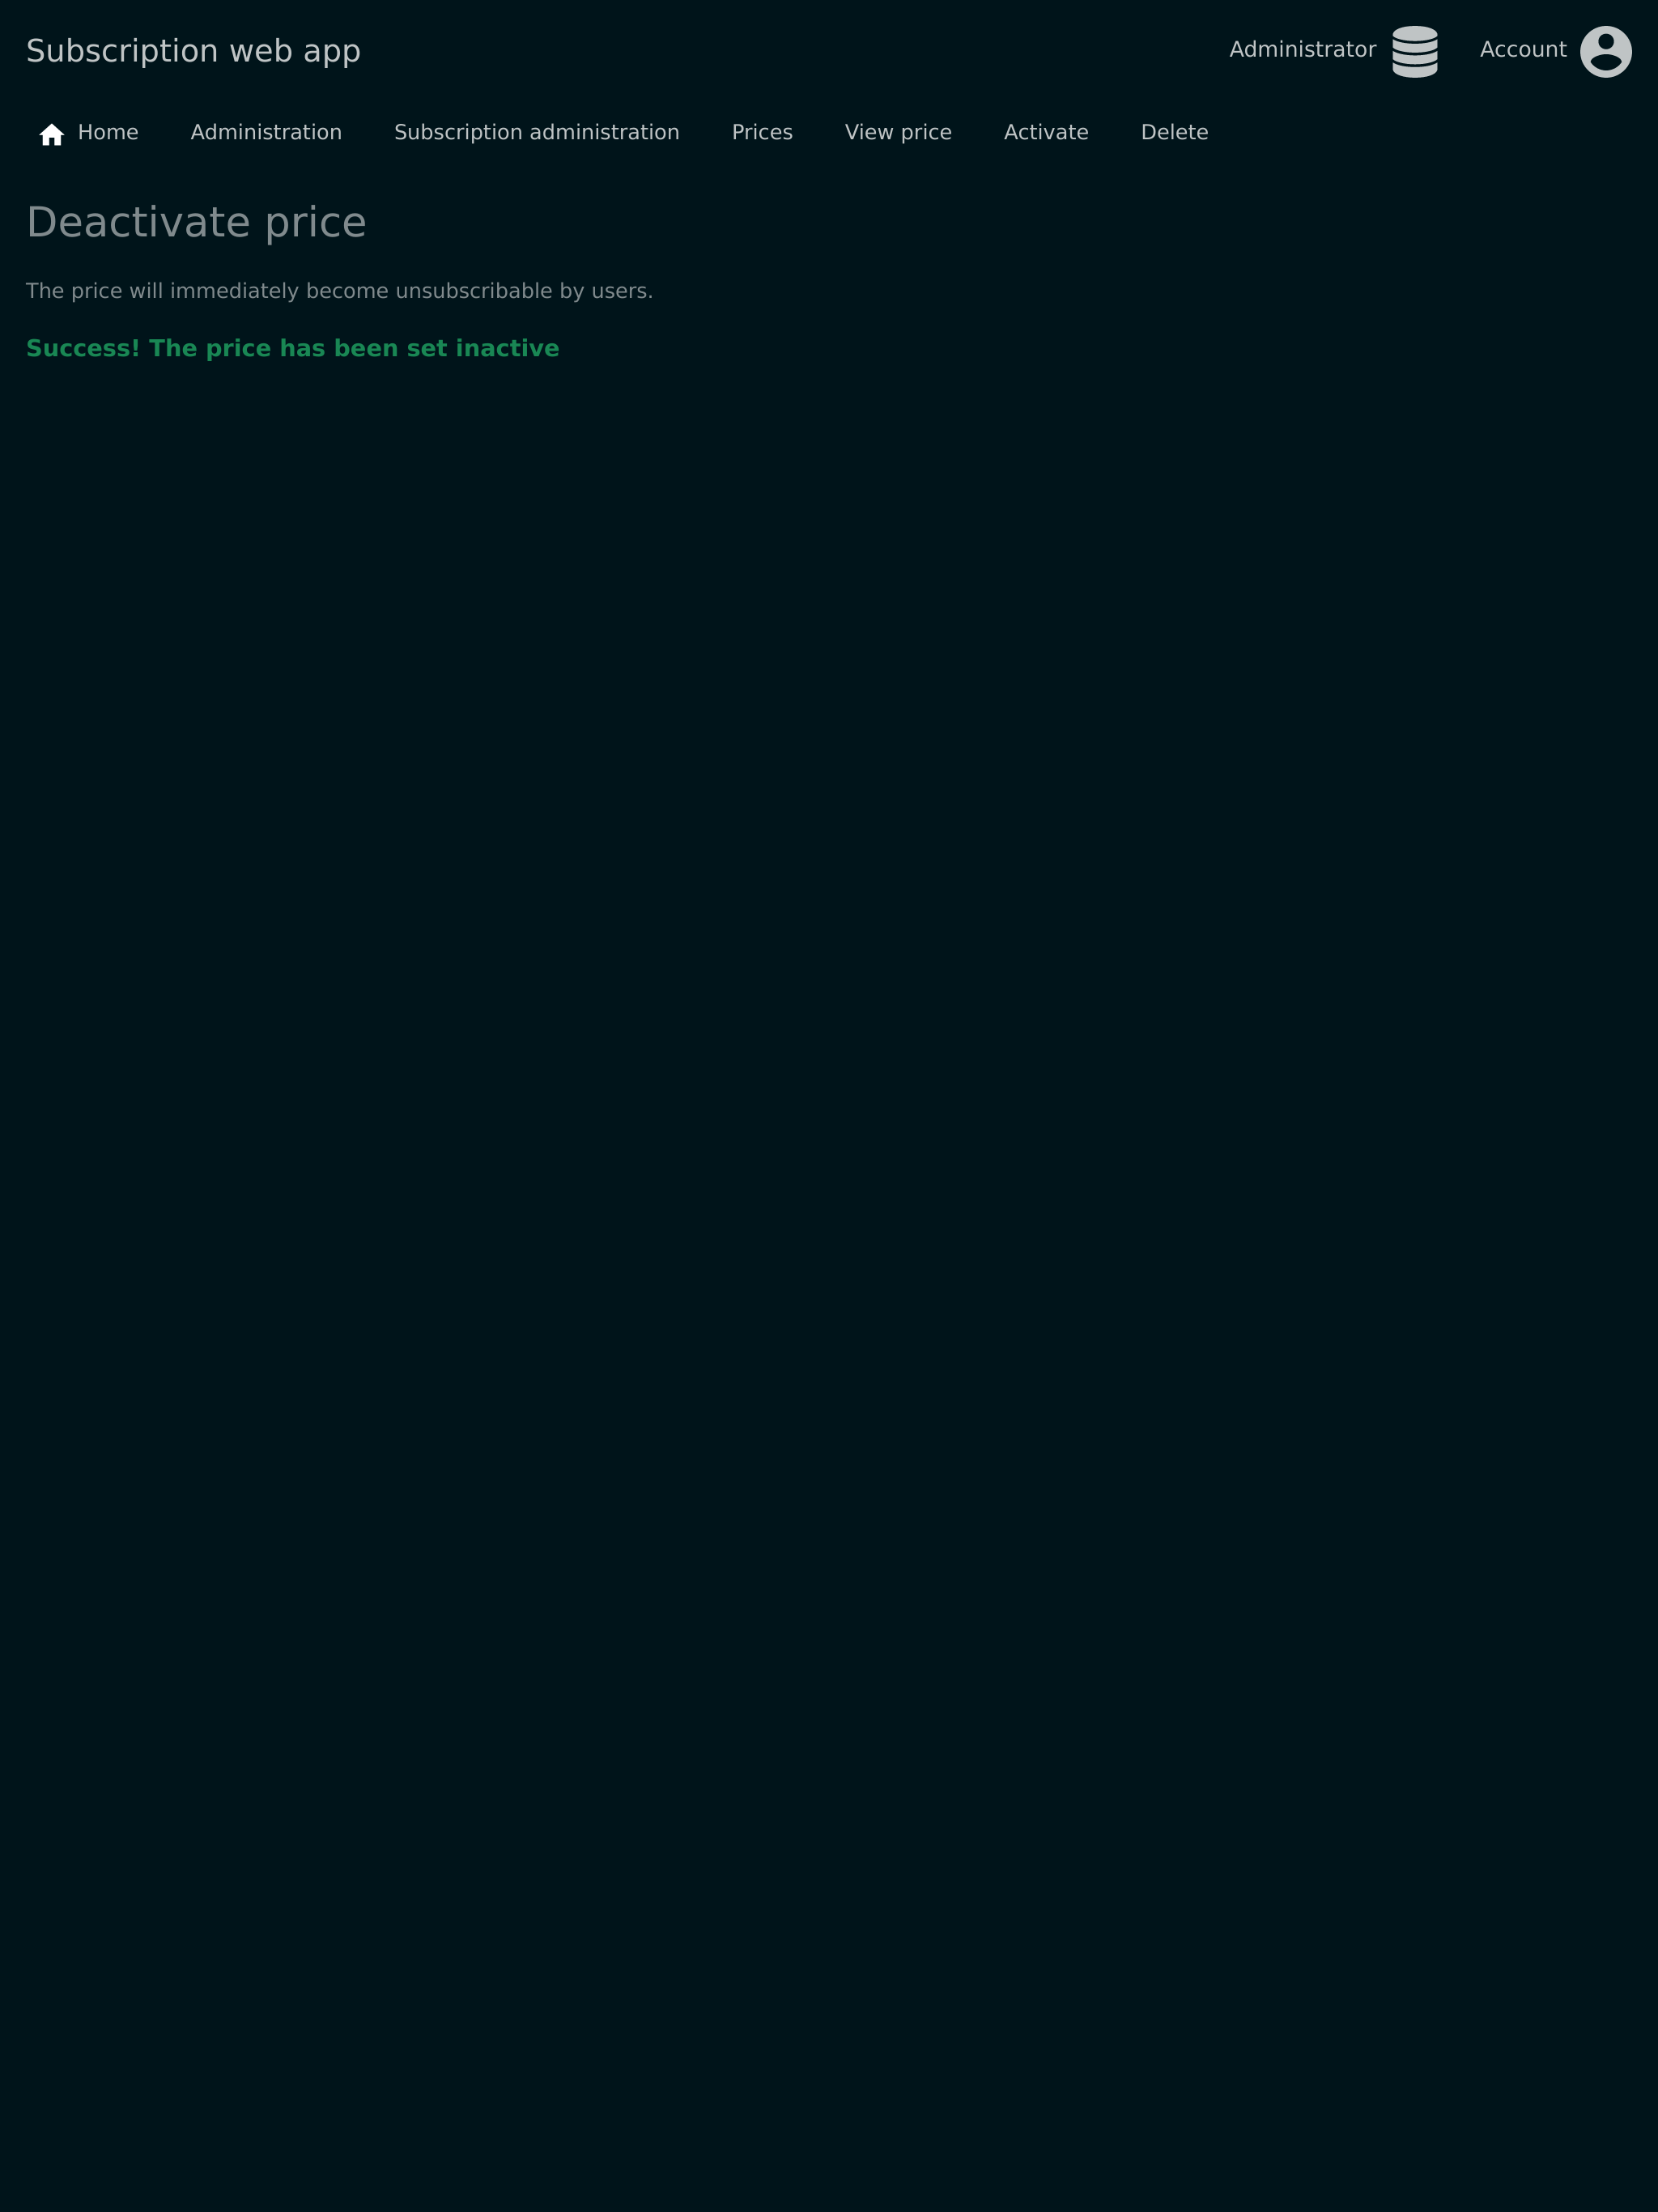 Subscription web app
Administrator
Account
Home
Administration
Subscription administration
Prices
View price
Activate
Delete
Deactivate price
The price will immediately become unsubscribable by users.
Success! The price has been set inactive